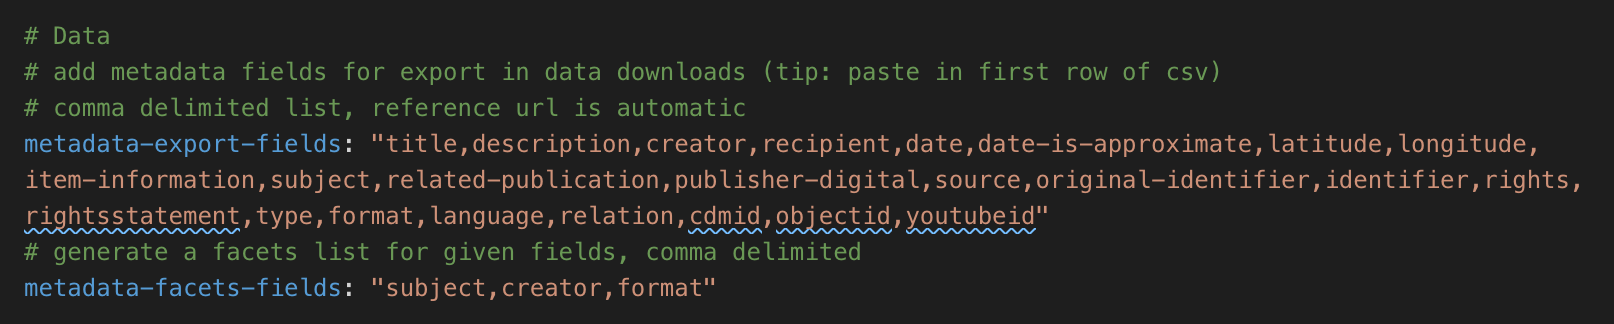 # Data
# add metadata fields for export in data downloads (tip: paste in first row of csv)
# comma delimited list, reference url is automatic
metadata-export-fields: "title,description,creator,recipient,date,date-is-approximate,latitude,longitude,
item-information,subject,related-publication,publisher-digital,source,original-identifier,identifier,rights,
rightsstatement,type,format,language,relation,cdmid,objectid,youtubeid"
# generate a facets list for given fields, comma delimited
metadata-facets-fields: "subject,creator,format"